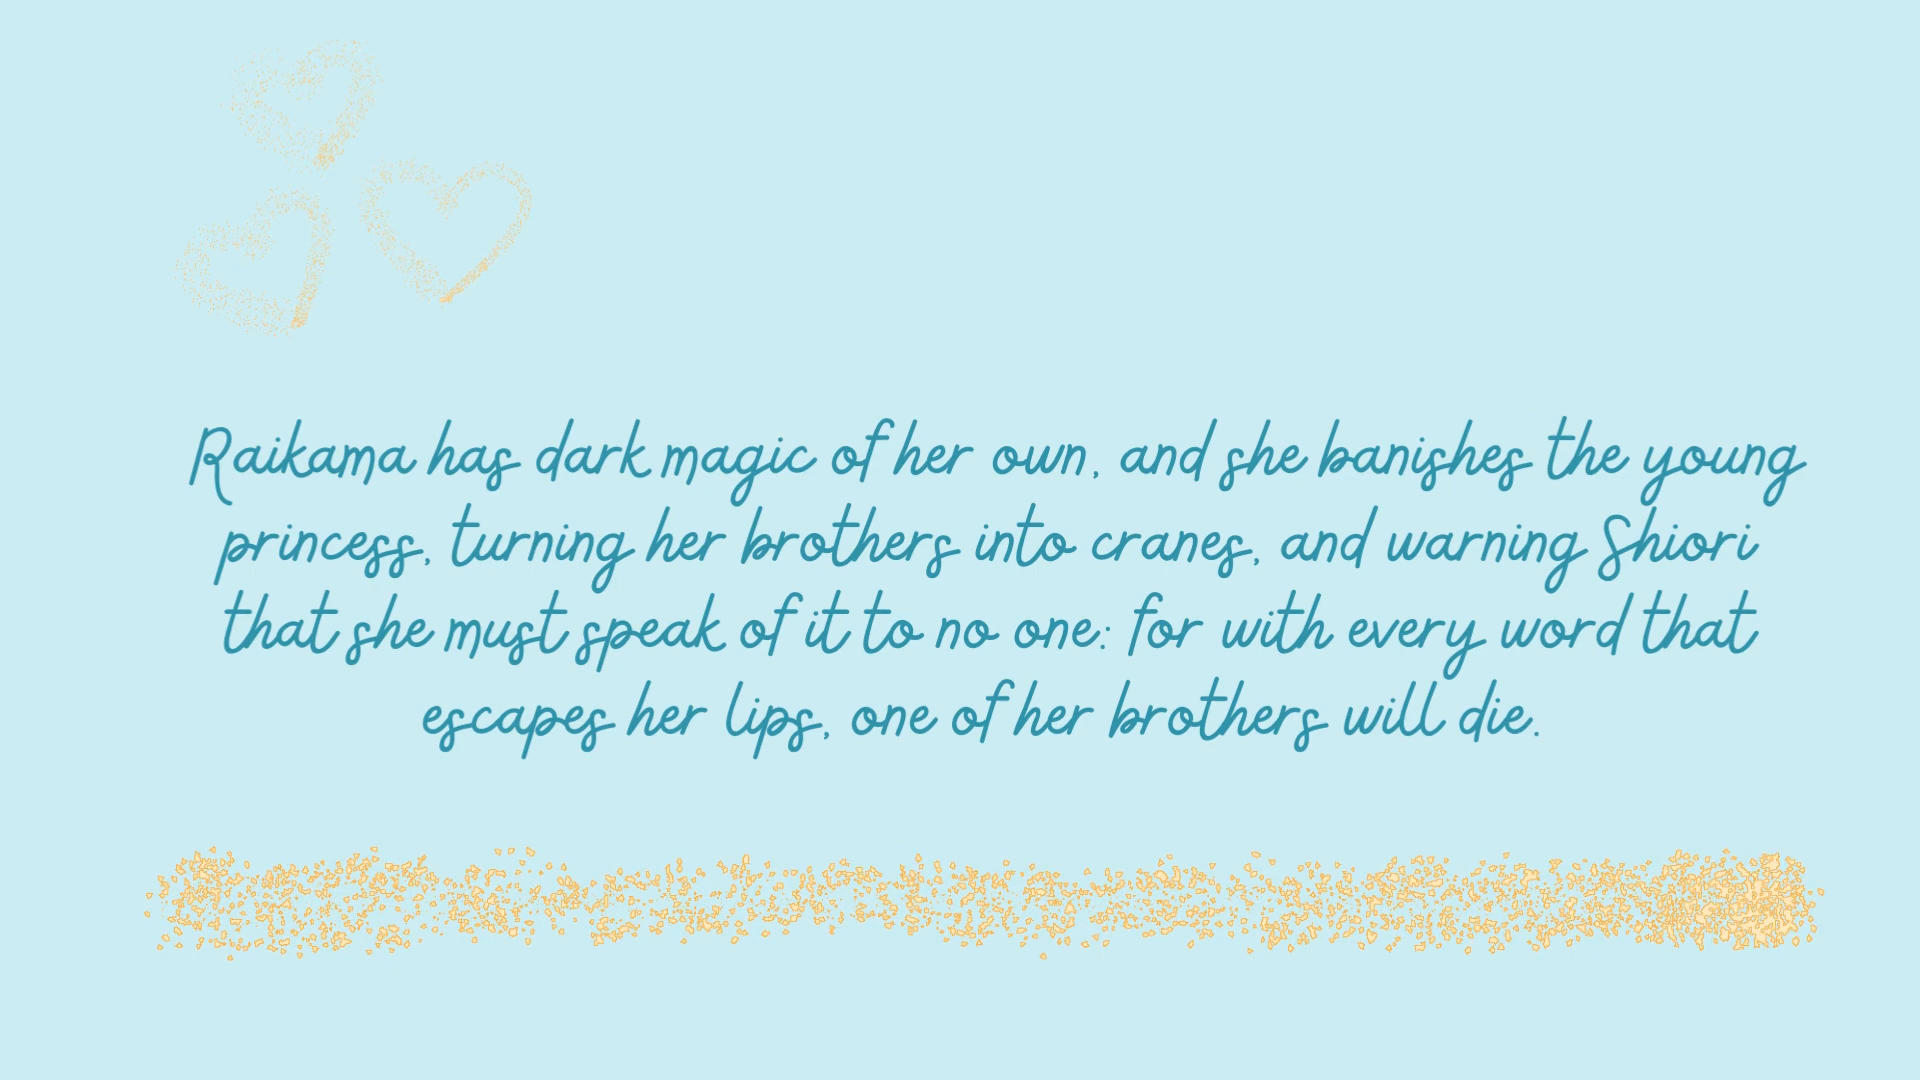 Raikama has dark magic of her own, and she banishes the young
princess, turning her brothers into cranes, and warning Shiori
that she must speak of it to no one: for with every word that
escapes her lips, one of her brothers will die.